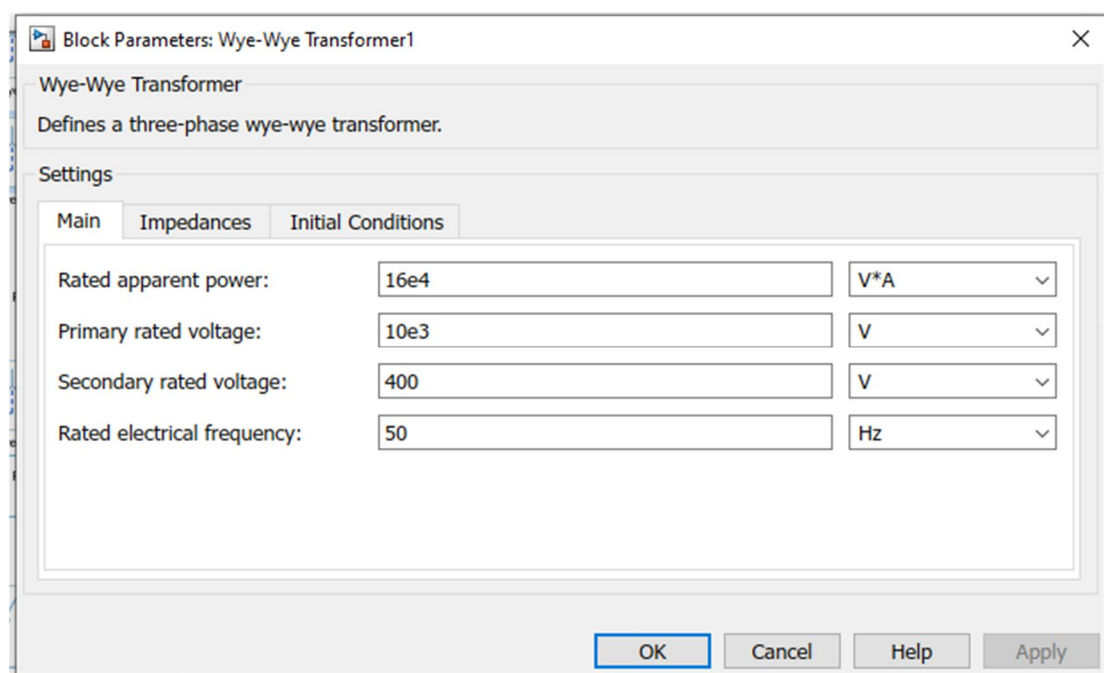 Block Parameters: Wye-Wye Transformer1
Wye-Wye Transformer
Defines a three-phase wye-wye transformer.
Settings
Main Impedances Initial Conditions
Rated apparent power: 16e4 V*A
Primary rated voltage: 10e3 V
Secondary rated voltage: 400 V
Rated electrical frequency: 50 Hz
OK Cancel Help Apply